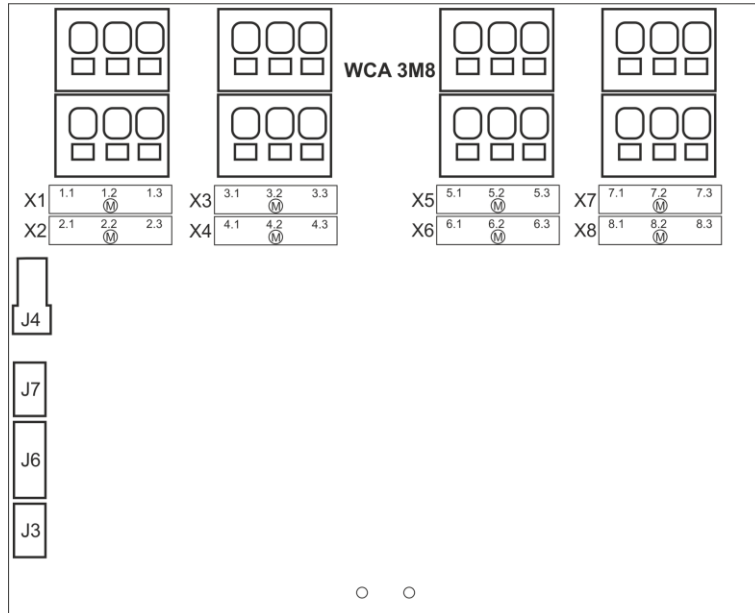 WCA 3M8
X1 1.1 1.2 1.3 X3 3.1 3.2 3.3 X5 5.1 5.2 5.3 X7 7.1 7.2 7.3
M M M M
X2 2.1 2.2 2.3 X4 4.1 4.2 4.3 X6 6.1 6.2 6.3 X8 8.1 8.2 8.3
M M M M
J4
J7
J6
J3